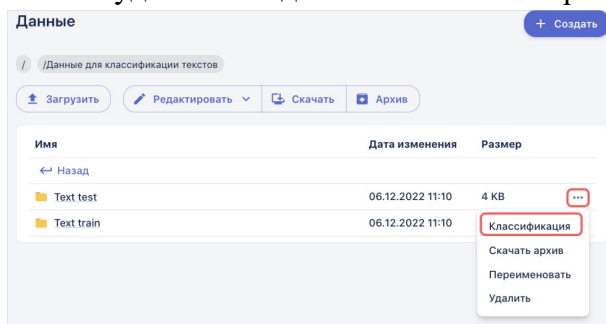 Данные
+ Создать
/ /Данные для классификации текстов
Загрузить Редактировать Скачать Архив
Имя Дата изменения Размер
Назад
Text test 06.12.2022 11:10 4 KB ...
Text train 06.12.2022 11:10
Классификация
Скачать архив
Переименовать
Удалить